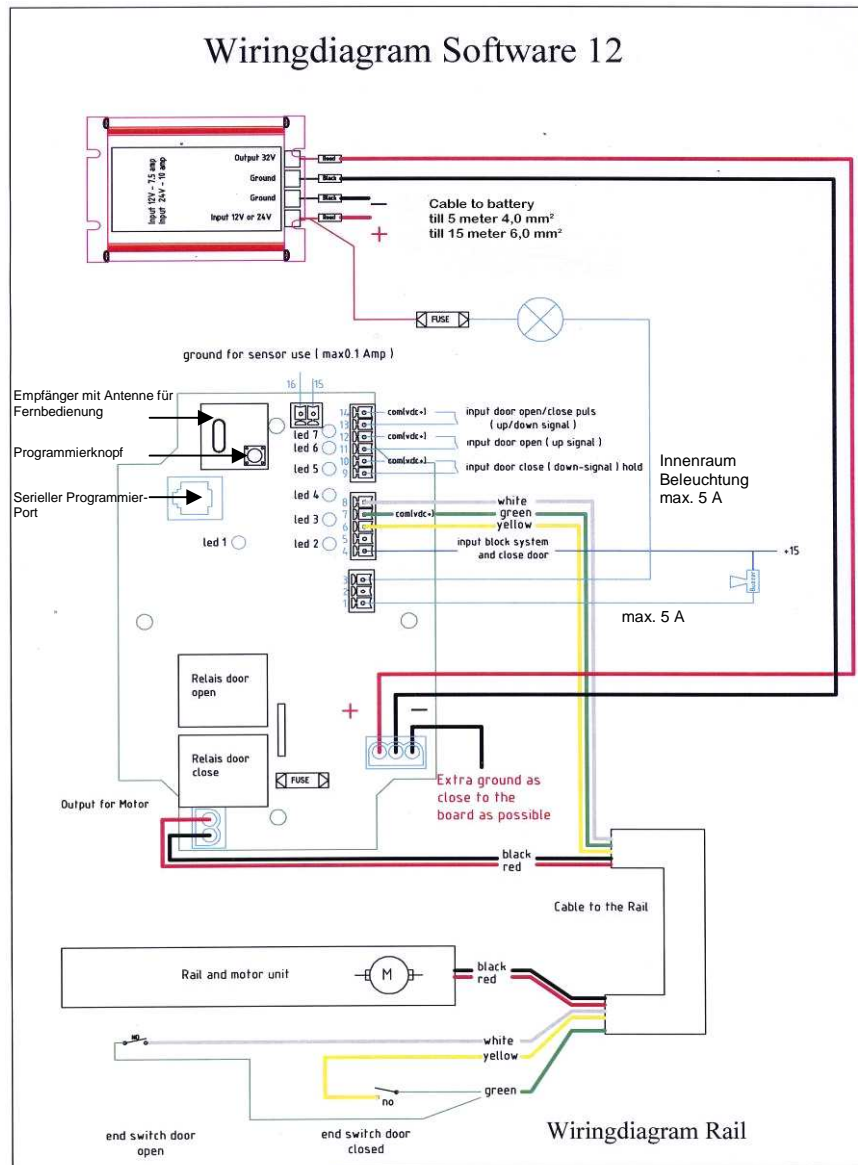 Wiringdiagram Software 12
Output 32V
Ground
Ground
Input 12V or 24V
Input 12V - 7.5 amp
Input 24V - 10 amp
Reed
Black
Black
Reed
Cable to battery
till 5 meter 4,0 mm²
till 15 meter 6,0 mm²
−
+
FUSE
ground for sensor use ( max0.1 Amp )
16
15
Empfänger mit Antenne für
Fernbedienung
Programmierknopf
Serieller Programmier-
Port
led 7
led 6
led 5
led 4
led 3
led 2
led 1
14
13
12
11
10
9
com(vdc+)
com(vdc+)
com(vdc+)
input door open/close puls
( up/down signal )
input door open ( up signal )
input door close ( down-signal ) hold
Innenraum
Beleuchtung
max. 5 A
8
7
6
5
4
com(vdc+)
white
green
yellow
input block system
and close door
+15
Buzzer
3
2
1
max. 5 A
Relais door
open
Relais door
close
+
−
FUSE
Output for Motor
Extra ground as
close to the
board as possible
black
red
Cable to the Rail
Rail and motor unit
M
black
red
NO
white
yellow
green
no
end switch door
open
end switch door
closed
Wiringdiagram Rail